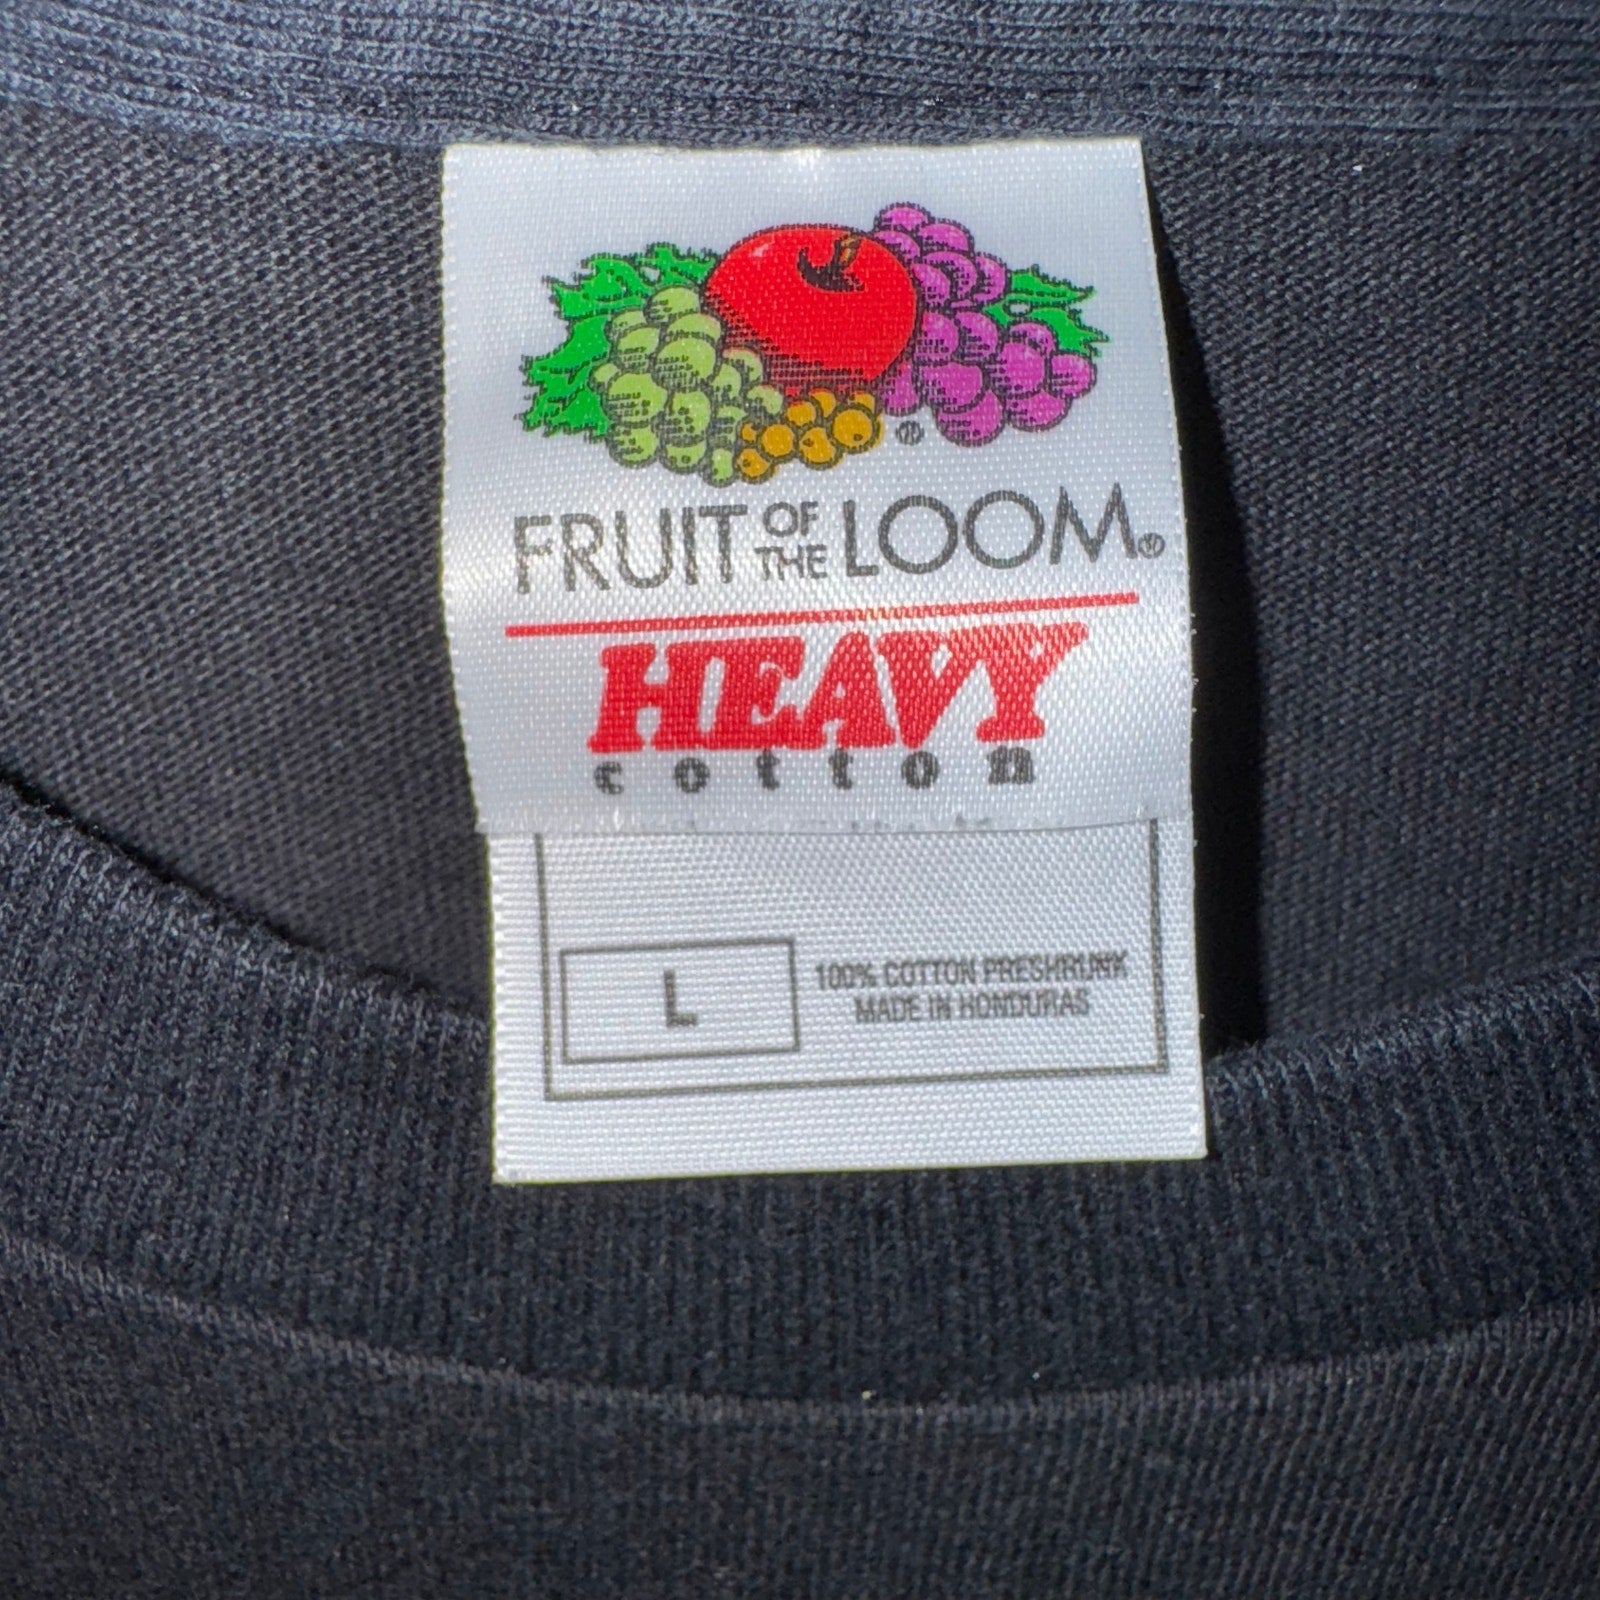 FRUIT OF THE LOOM®
HEAVY
cotton
L
100% COTTON PRESHRUNK
MADE IN HONDURAS